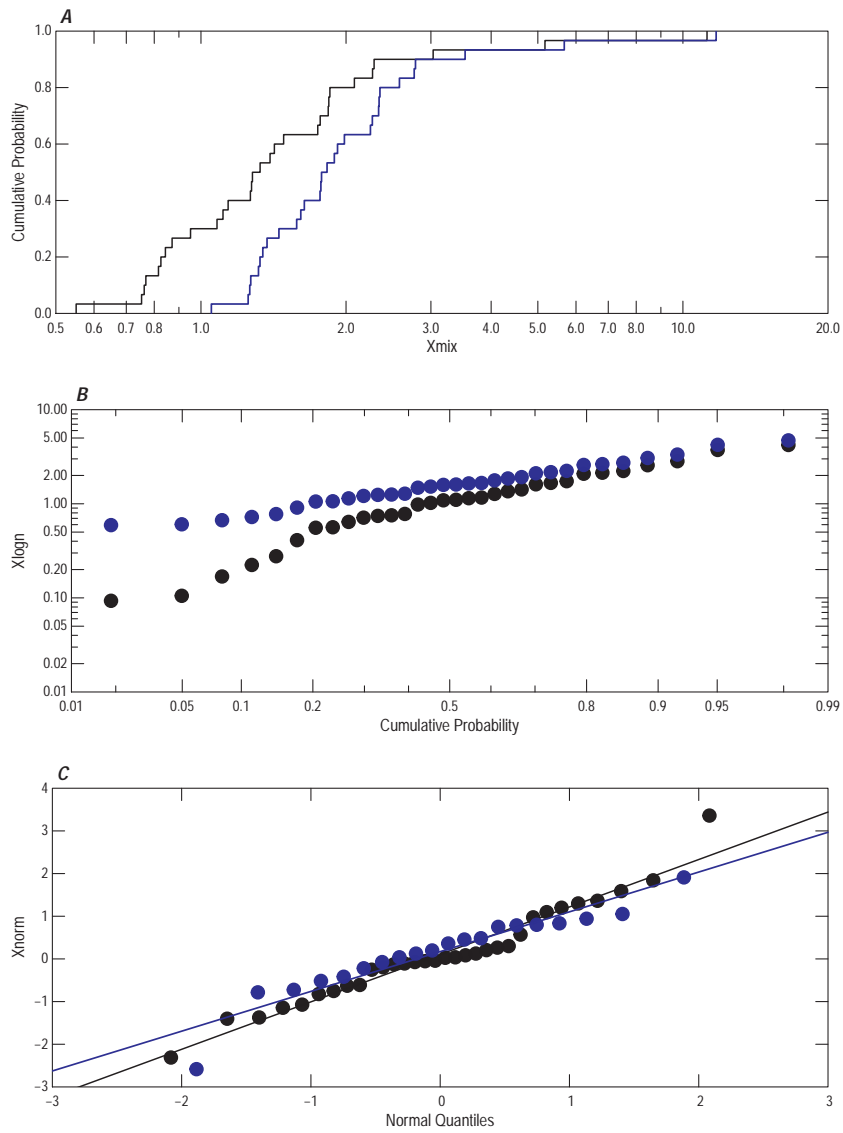 A
Cumulative Probability
1.0
0.8
0.6
0.4
0.2
0.0
0.5 0.6 0.7 0.8 1.0 2.0 3.0 4.0 5.0 6.0 7.0 8.0 10.0 20.0
Xmix
B
Xlogn
10.00
5.00
2.00
1.00
0.50
0.20
0.10
0.05
0.02
0.01
0.01 0.05 0.1 0.2 0.5 0.8 0.9 0.95 0.99
Cumulative Probability
C
Xnorm
4
3
2
1
0
−1
−2
−3
−3 −2 −1 0 1 2 3
Normal Quantiles